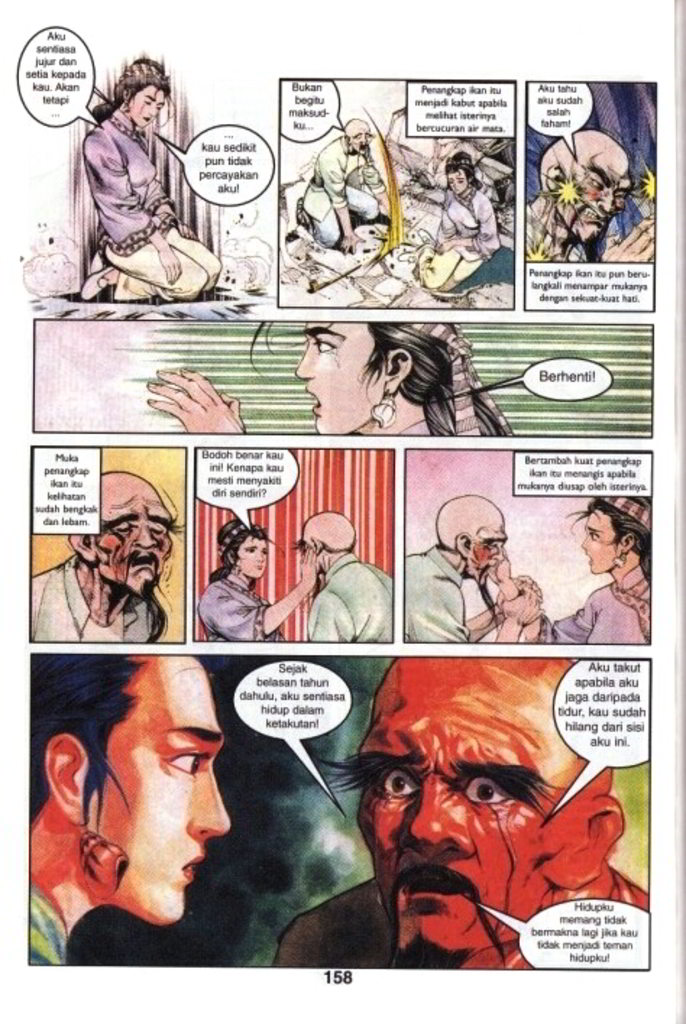 Aku
sentiasa
jujur dan
setia kepada
kau. Akan
tetapi
...
...
kau sedikit
pun tidak
percayakan
aku!
Bukan
begitu
maksud-
ku...
Penangkap ikan itu
menjadi kabut apabila
melihat isterinya
bercucuran air mata.
Aku tahu
aku sudah
salah
faham!
Penangkap ikan itu pun beru-
langkali menampar mukanya
dengan sekuat-kuat hati.
Berhenti!
Muka
penangkap
ikan itu
kelihatan
sudah bengkak
dan lebam.
Bodoh benar kau
ini! Kenapa kau
mesti menyakiti
diri sendiri?
Bertambah kuat penangkap
ikan itu menangis apabila
mukanya diusap oleh isterinya.
Sejak
belasan tahun
dahulu, aku sentiasa
hidup dalam
ketakutan!
Aku takut
apabila aku
jaga daripada
tidur, kau sudah
hilang dari sisi
aku ini.
Hidupku
memang tidak
bermakna lagi jika kau
tidak menjadi teman
hidupku!
158